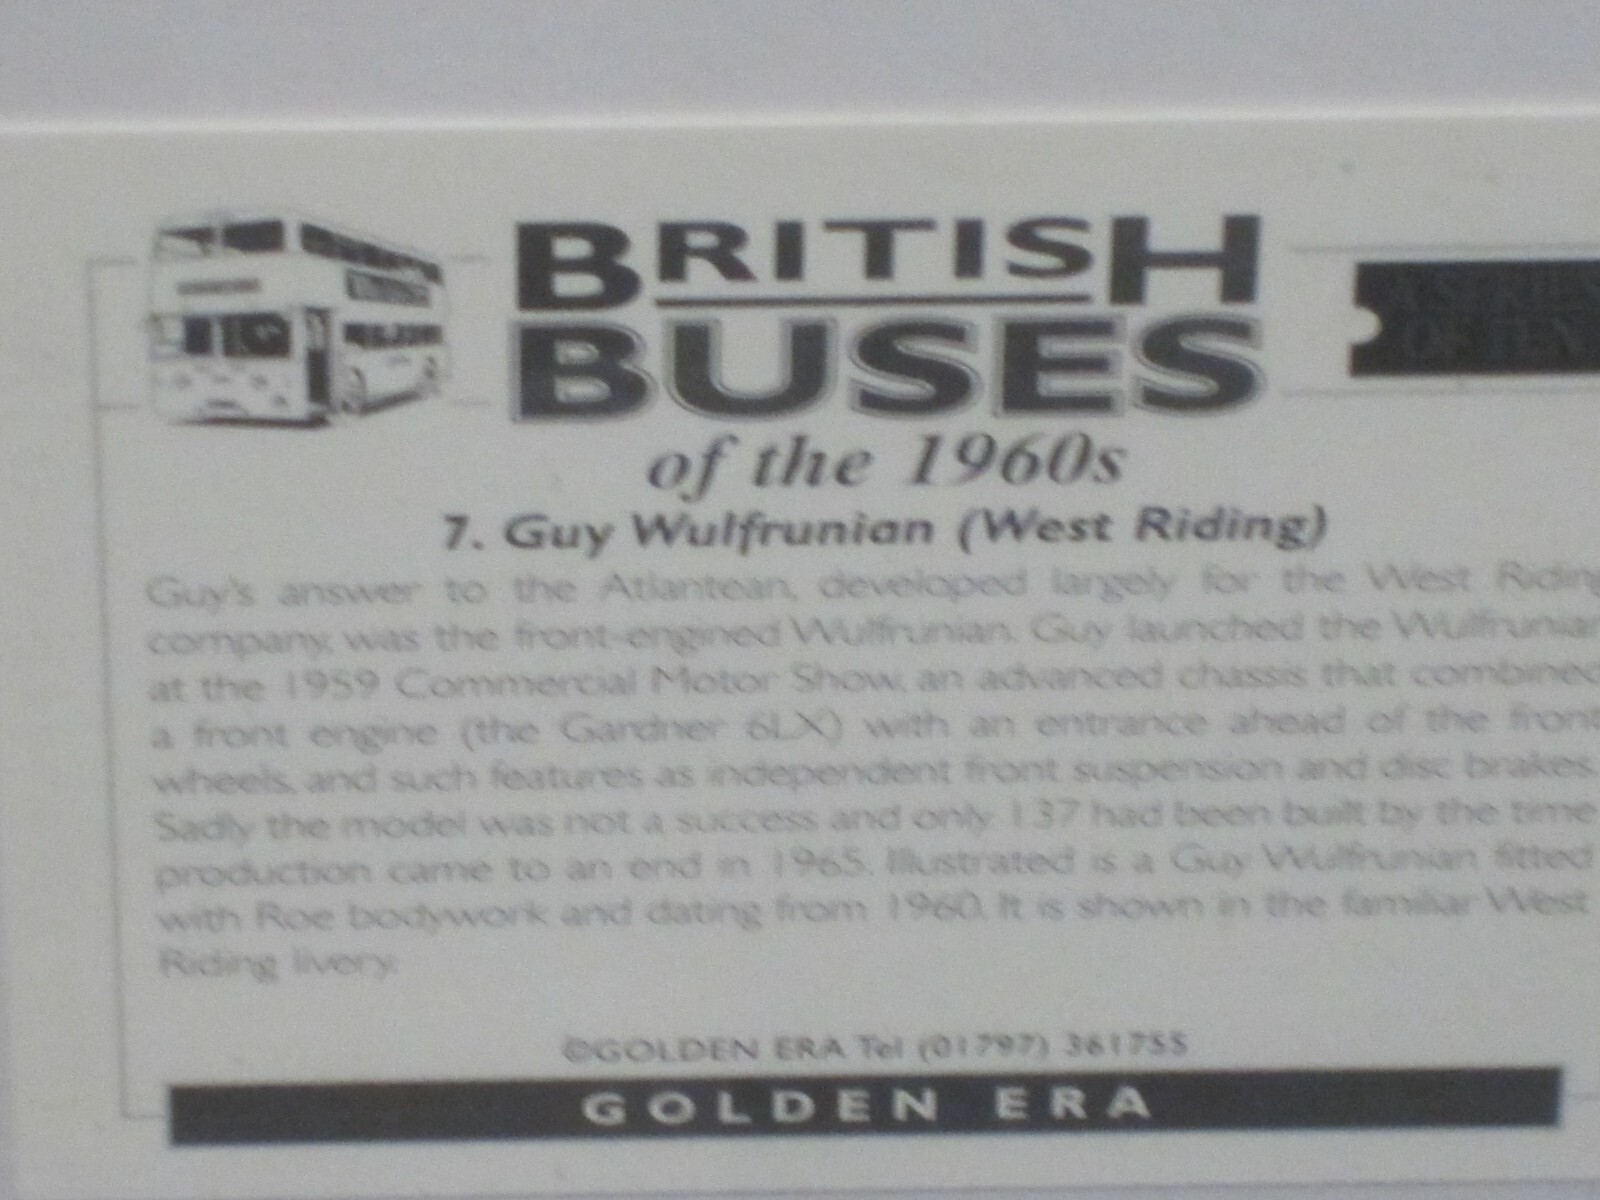 BRITISH
BUSES
A SERIES
OF TEN
of the 1960s
7. Guy Wulfrunian (West Riding)
Guy's answer to the Atlantean, developed largely for the West Riding
company, was the front-engined Wulfrunian. Guy launched the Wulfrunian
at the 1959 Commercial Motor Show, an advanced chassis that combined
a front engine (the Gardner 6LX) with an entrance ahead of the front
wheels, and such features as independent front suspension and disc brakes.
Sadly the model was not a success and only 137 had been built by the time
production came to an end in 1965. Illustrated is a Guy Wulfrunian fitted
with Roe bodywork and dating from 1960. It is shown in the familiar West
Riding livery.
©GOLDEN ERA Tel (01797) 361755
GOLDEN ERA